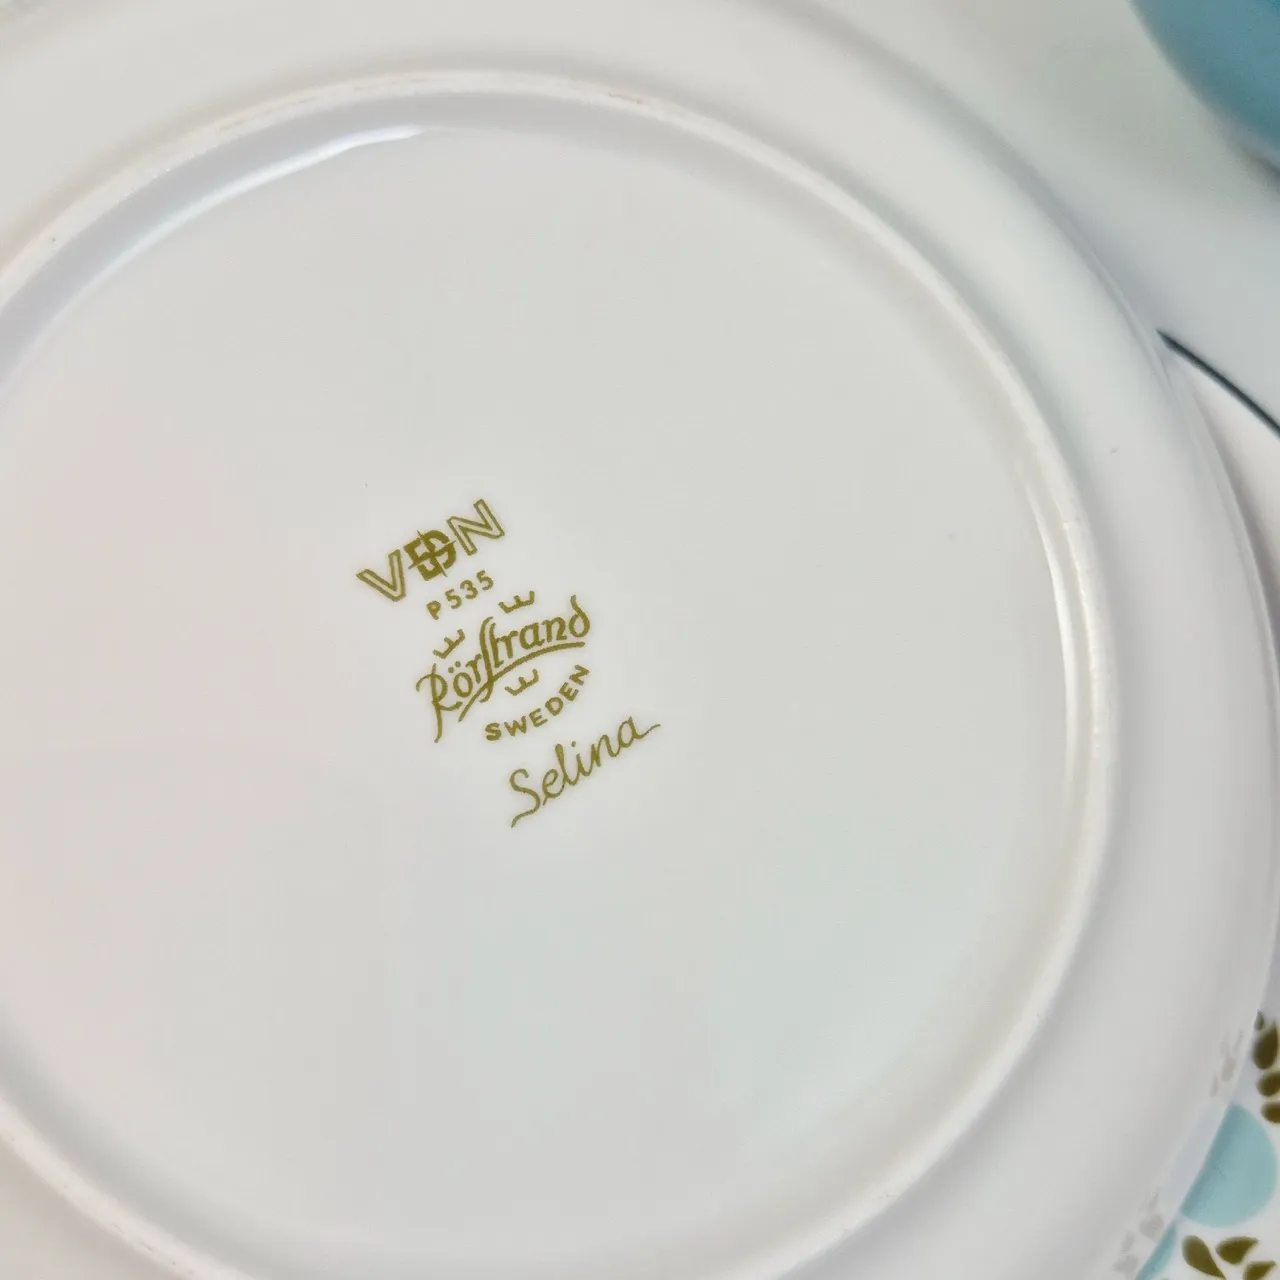 VDN
P535
Rörstrand
SWEDEN
Selina